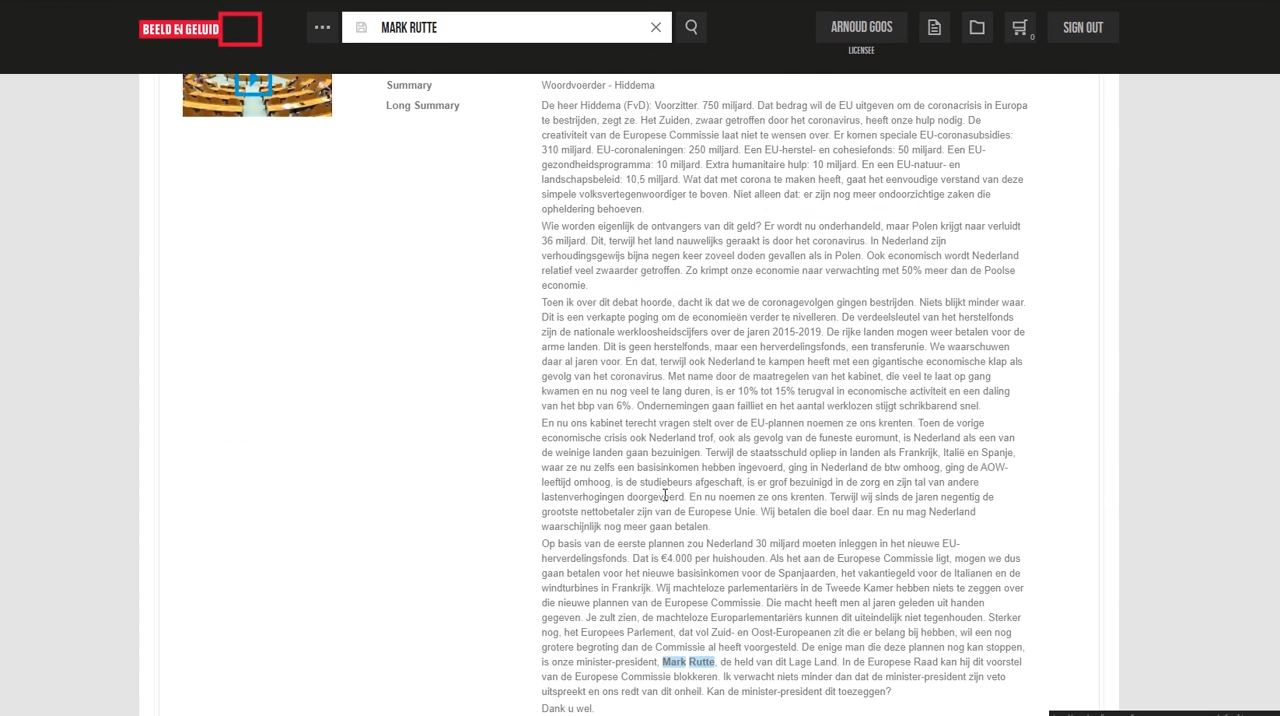 BEELD EN GELUID
...
MARK RUTTE
ARNOUD GOOS
0
SIGN OUT
LICENSEE
Summary
Woordvoerder - Hiddema
Long Summary
De heer Hiddema (FvD): Voorzitter. 750 miljard. Dat bedrag wil de EU uitgeven om de coronacrisis in Europa
te bestrijden, zegt ze. Het Zuiden, zwaar getroffen door het coronavirus, heeft onze hulp nodig. De
creativiteit van de Europese Commissie laat niet te wensen over. Er komen speciale EU-coronasubsidies:
310 miljard. EU-coronaleningen: 250 miljard. Een EU-herstel- en cohesiefonds: 50 miljard. Een EU-
gezondheidsprogramma: 10 miljard. Extra humanitaire hulp: 10 miljard. En een EU-natuur- en
landschapsbeleid: 10,5 miljard. Wat dat met corona te maken heeft, gaat het eenvoudige verstand van deze
simpele volksvertegenwoordiger te boven. Niet alleen dat: er zijn nog meer ondoorzichtige zaken die
opheldering behoeven.
Wie worden eigenlijk de ontvangers van dit geld? Er wordt nu onderhandeld, maar Polen krijgt naar verluidt
36 miljard. Dit, terwijl het land nauwelijks geraakt is door het coronavirus. In Nederland zijn
verhoudingsgewijs bijna negen keer zoveel doden gevallen als in Polen. Ook economisch wordt Nederland
relatief veel zwaarder getroffen. Zo krimpt onze economie naar verwachting met 50% meer dan de Poolse
economie.
Toen ik over dit debat hoorde, dacht ik dat we de coronagevolgen gingen bestrijden. Niets blijkt minder waar.
Dit is een verkapte poging om de economieën verder te nivelleren. De verdeelsleutel van het herstelfonds
zijn de nationale werkloosheidscijfers over de jaren 2015-2019. De rijke landen mogen weer betalen voor de
arme landen. Dit is geen herstelfonds, maar een herverdelingsfonds, een transferunie. We waarschuwen
daar al jaren voor. En dat, terwijl ook Nederland te kampen heeft met een gigantische economische klap als
gevolg van het coronavirus. Met name door de maatregelen van het kabinet, die veel te laat op gang
kwamen en nu nog veel te lang duren, is er 10% tot 15% terugval in economische activiteit en een daling
van het bbp van 6%. Ondernemingen gaan failliet en het aantal werklozen stijgt schrikbarend snel.
En nu ons kabinet terecht vragen stelt over de EU-plannen noemen ze ons krenten. Toen de vorige
economische crisis ook Nederland trof, ook als gevolg van de funeste euromunt, is Nederland als een van
de weinige landen gaan bezuinigen. Terwijl de staatsschuld opliep in landen als Frankrijk, Italië en Spanje,
waar ze nu zelfs een basisinkomen hebben ingevoerd, ging in Nederland de btw omhoog, ging de AOW-
leeftijd omhoog, is de studiebeurs afgeschaft, is er grof bezuinigd in de zorg en zijn tal van andere
lastenverhogingen doorgevoerd. En nu noemen ze ons krenten. Terwijl wij sinds de jaren negentig de
grootste nettobetaler zijn van de Europese Unie. Wij betalen die boel daar. En nu mag Nederland
waarschijnlijk nog meer gaan betalen.
Op basis van de eerste plannen zou Nederland 30 miljard moeten inleggen in het nieuwe EU-
herverdelingsfonds. Dat is €4.000 per huishouden. Als het aan de Europese Commissie ligt, mogen we dus
gaan betalen voor het nieuwe basisinkomen voor de Spanjaarden, het vakantiegeld voor de Italianen en de
windturbines in Frankrijk. Wij machteloze parlementariërs in de Tweede Kamer hebben niets te zeggen over
die nieuwe plannen van de Europese Commissie. Die macht heeft men al jaren geleden uit handen
gegeven. Je zult zien, de machteloze Europarlementariërs kunnen dit uiteindelijk niet tegenhouden. Sterker
nog, het Europees Parlement, dat vol Zuid- en Oost-Europeanen zit die er belang bij hebben, wil een nog
grotere begroting dan de Commissie al heeft voorgesteld. De enige man die deze plannen nog kan stoppen,
is onze minister-president, Mark Rutte, de held van dit Lage Land. In de Europese Raad kan hij dit voorstel
van de Europese Commissie blokkeren. Ik verwacht niets minder dan dat de minister-president zijn veto
uitspreekt en ons redt van dit onheil. Kan de minister-president dit toezeggen?
Dank u wel.